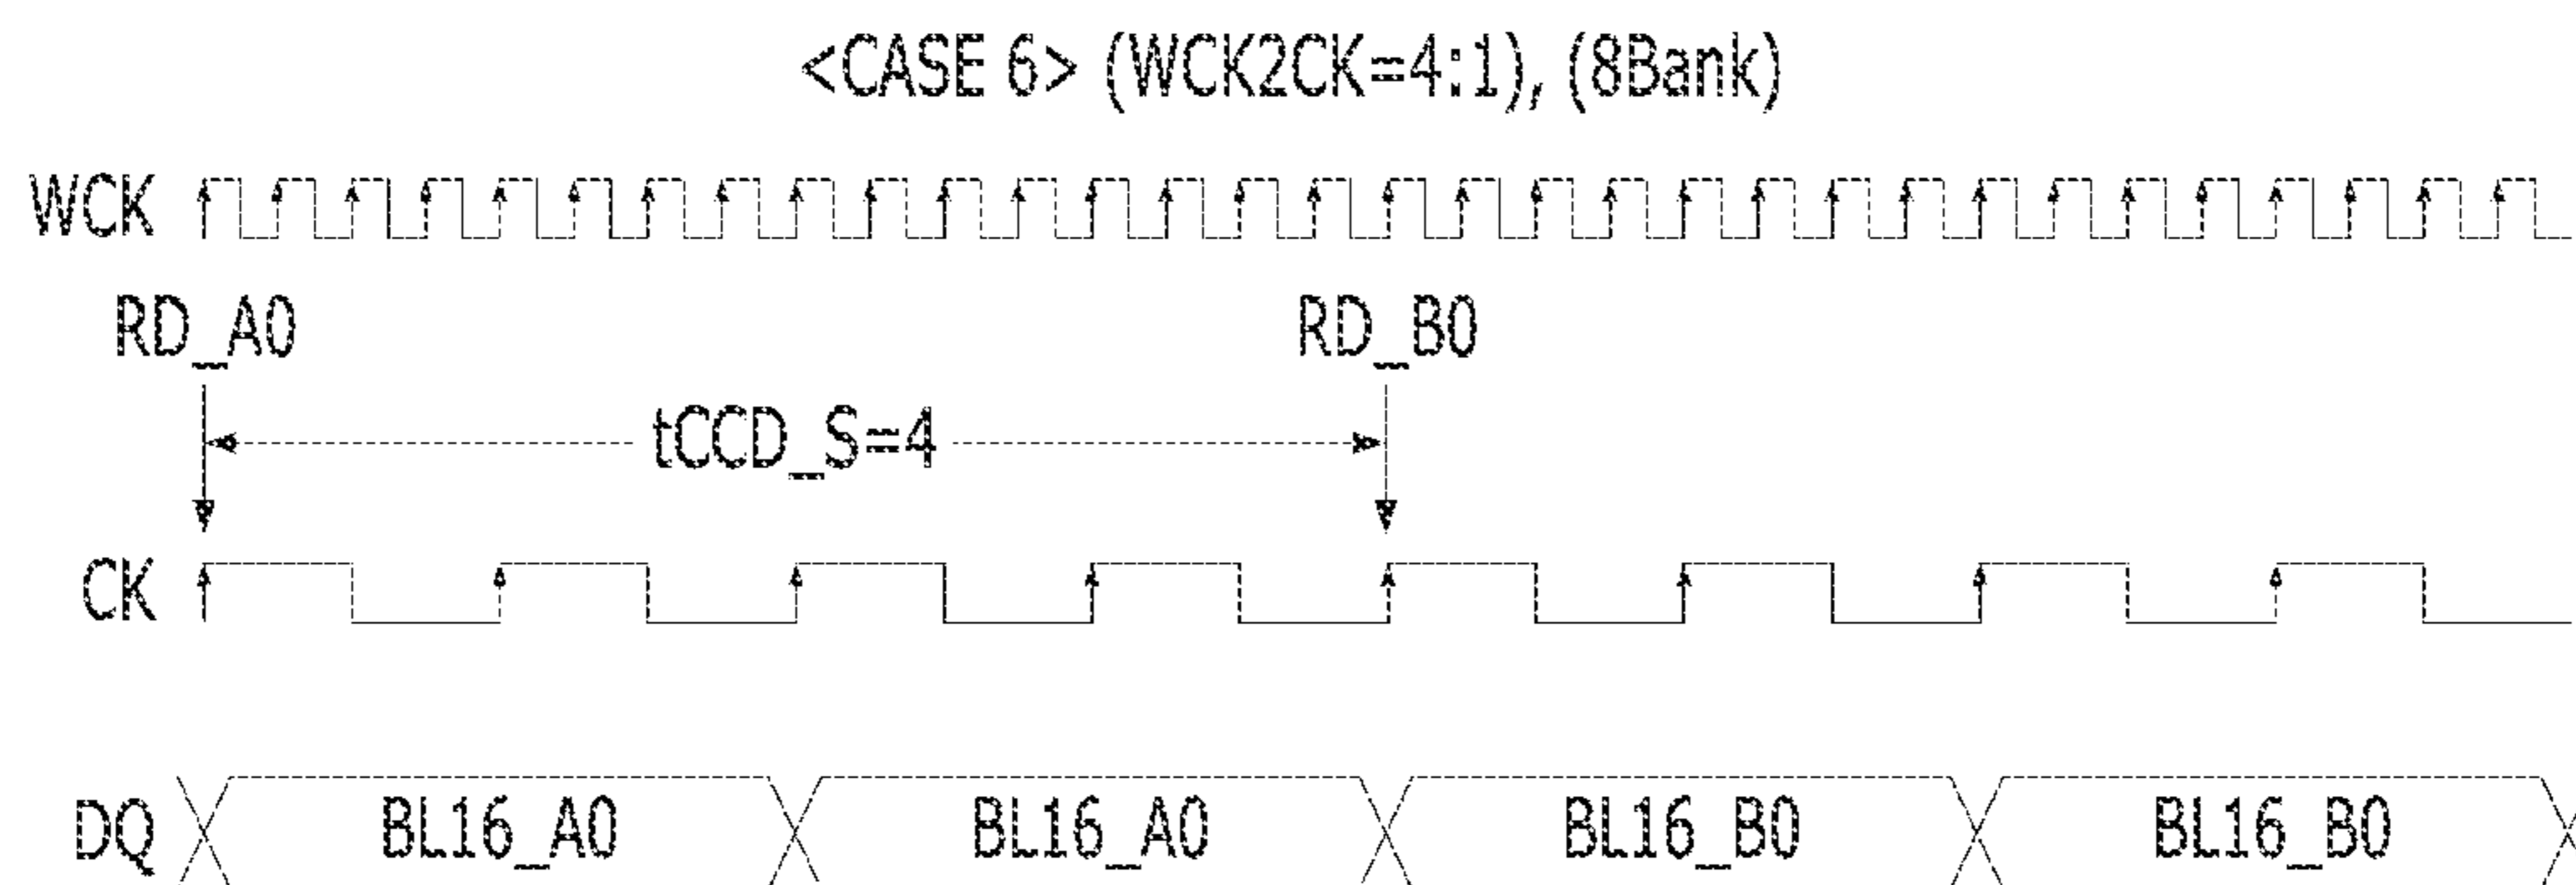 <CASE 6> (WCK2CK=4:1), (8Bank)
WCK
RD_A0 RD_B0
tCCD_S=4
CK
DQ BL16_A0 BL16_A0 BL16_B0 BL16_B0